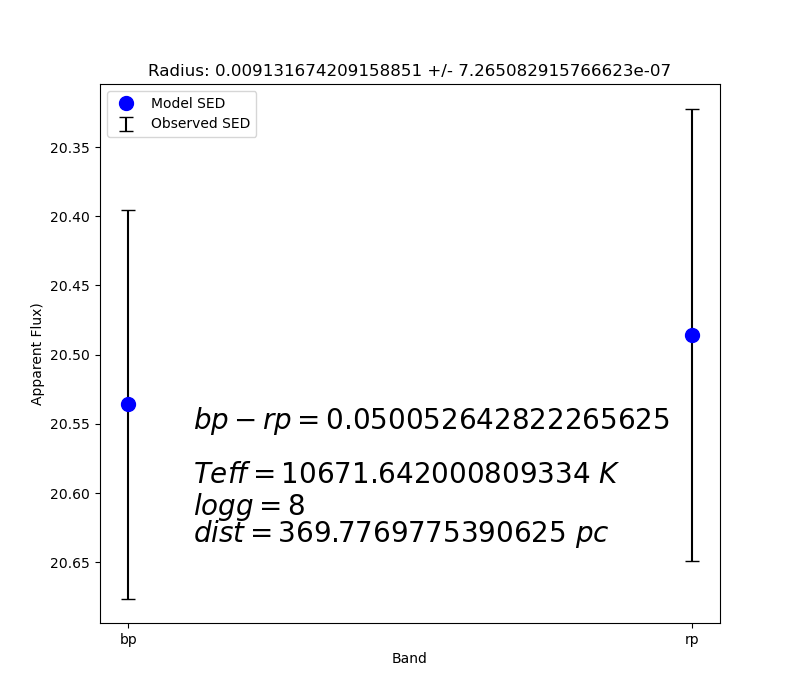 Radius: 0.009131674209158851 +/- 7.265082915766623e-07
Model SED
Observed SED
20.35
20.40
20.45
20.50
20.55
20.60
20.65
Apparent Flux)
bp − rp = 0.050052642822265625
Teff = 10671.642000809334 K
logg = 8
dist = 369.7769775390625 pc
bp
rp
Band